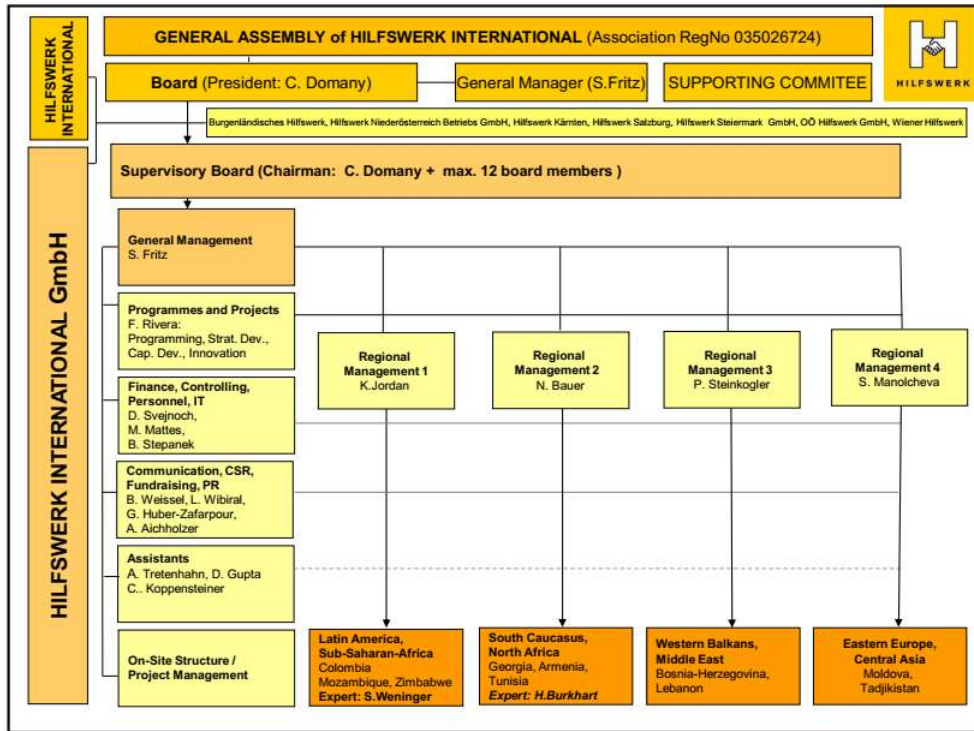 HILFSWERK
INTERNATIONAL
GENERAL ASSEMBLY of HILFSWERK INTERNATIONAL (Association RegNo 035026724)
Board (President: C. Domany)
General Manager (S.Fritz)
SUPPORTING COMMITEE
H
HILFSWERK
Burgenländisches Hilfswerk, Hilfswerk Niederösterreich Betriebs GmbH, Hilfswerk Kärnten, Hilfswerk Salzburg, Hilfswerk Steiermark GmbH, OÖ Hilfswerk GmbH, Wiener Hilfswerk
HILFSWERK INTERNATIONAL GmbH
Supervisory Board (Chairman: C. Domany + max. 12 board members )
General Management
S. Fritz
Programmes and Projects
F. Rivera:
Programming, Strat. Dev.,
Cap. Dev., Innovation
Regional
Management 1
K.Jordan
Regional
Management 2
N. Bauer
Regional
Management 3
P. Steinkogler
Regional
Management 4
S. Manolcheva
Finance, Controlling,
Personnel, IT
D. Svejnoch,
M. Mattes,
B. Stepanek
Communication, CSR,
Fundraising, PR
B. Weissel, L. Wibiral,
G. Huber-Zafarpour,
A. Aichholzer
Assistants
A. Tretenhahn, D. Gupta
C.. Koppensteiner
On-Site Structure /
Project Management
Latin America,
Sub-Saharan-Africa
Colombia
Mozambique, Zimbabwe
Expert: S.Weninger
South Caucasus,
North Africa
Georgia, Armenia,
Tunisia
Expert: H.Burkhart
Western Balkans,
Middle East
Bosnia-Herzegovina,
Lebanon
Eastern Europe,
Central Asia
Moldova,
Tadjikistan